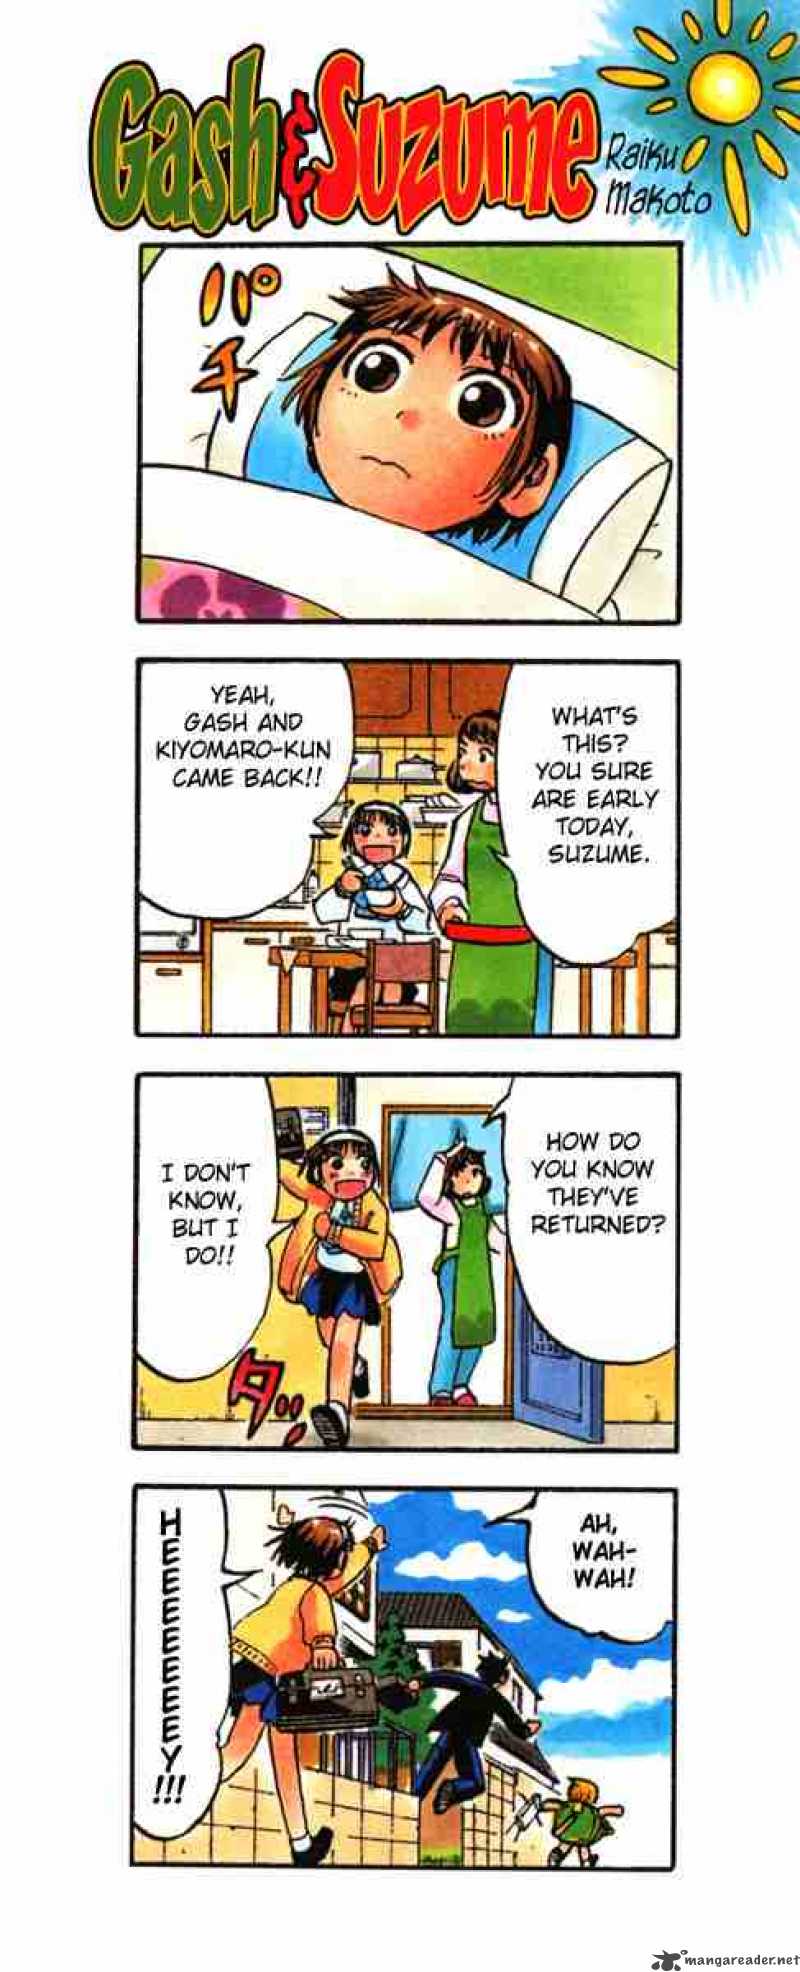 Gash & Suzume
Raiku
Makoto
パチ
WHAT'S
THIS?
YOU SURE
ARE EARLY
TODAY,
SUZUME.
YEAH,
GASH AND
KIYOMARO-KUN
CAME BACK!!
HOW DO
YOU KNOW
THEY'VE
RETURNED?
I DON'T
KNOW,
BUT I
DO!!
ダッ!
AH,
WAH-
WAH!
HEEEEEEEEEY!!!
mangareader.net